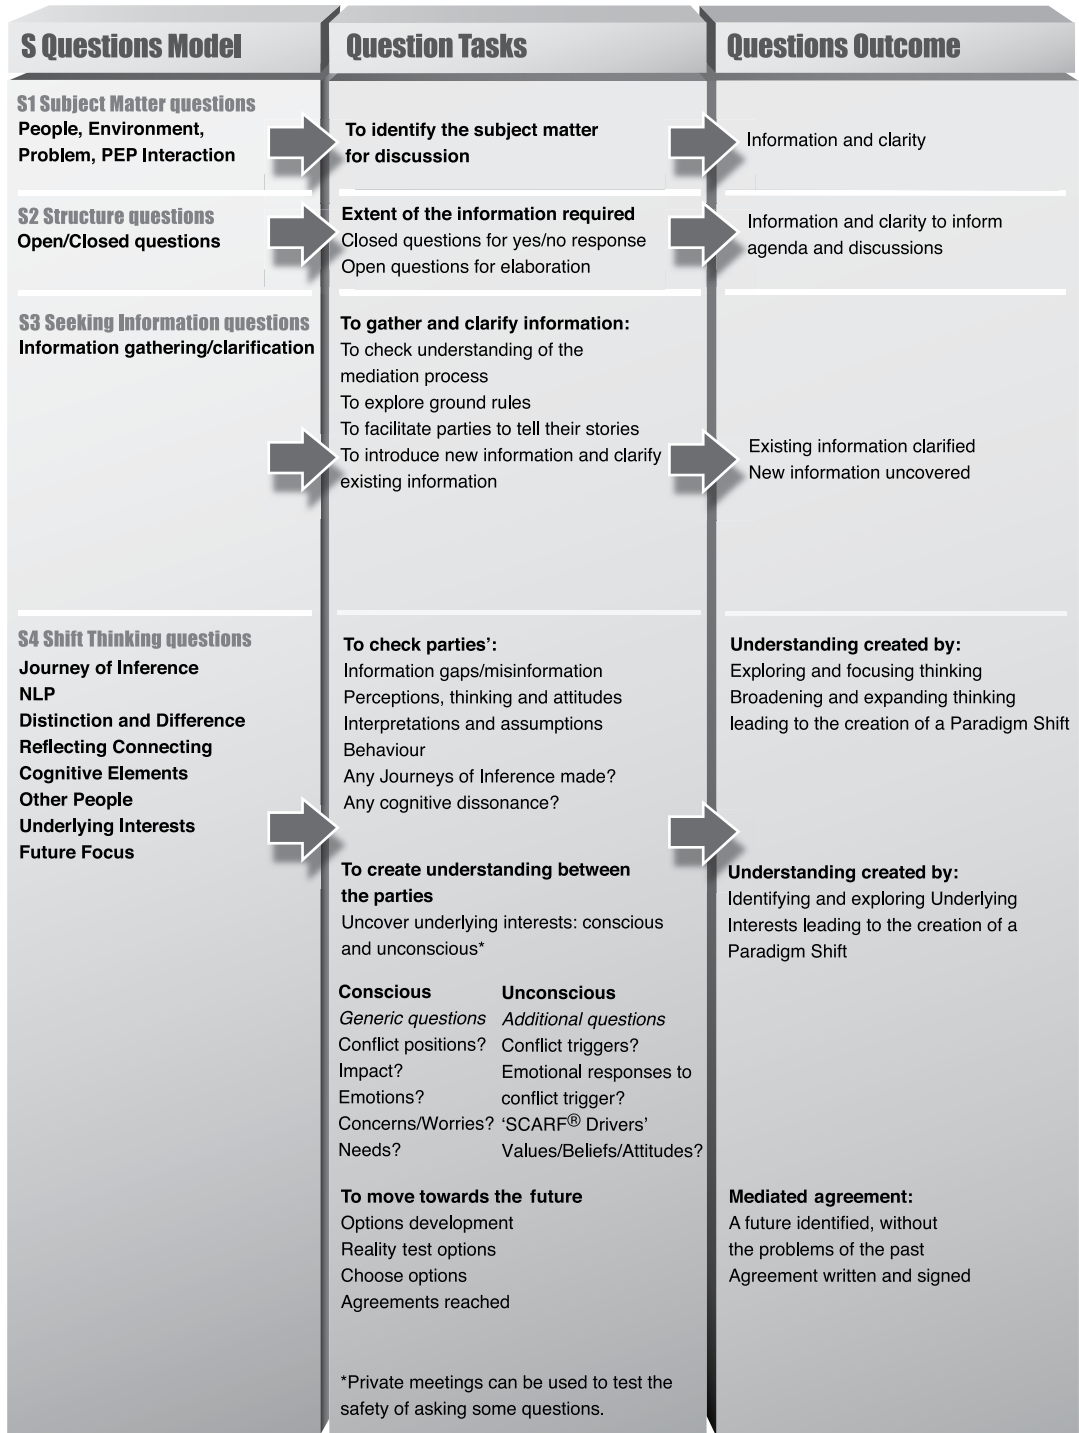 S Questions Model
Question Tasks
Questions Outcome
S1 Subject Matter questions
People, Environment,
Problem, PEP Interaction
To identify the subject matter
for discussion
Information and clarity
S2 Structure questions
Open/Closed questions
Extent of the information required
Closed questions for yes/no response
Open questions for elaboration
Information and clarity to inform
agenda and discussions
S3 Seeking Information questions
Information gathering/clarification
To gather and clarify information:
To check understanding of the
mediation process
To explore ground rules
To facilitate parties to tell their stories
To introduce new information and clarify
existing information
Existing information clarified
New information uncovered
S4 Shift Thinking questions
Journey of Inference
NLP
Distinction and Difference
Reflecting Connecting
Cognitive Elements
Other People
Underlying Interests
Future Focus
To check parties':
Information gaps/misinformation
Perceptions, thinking and attitudes
Interpretations and assumptions
Behaviour
Any Journeys of Inference made?
Any cognitive dissonance?
Understanding created by:
Exploring and focusing thinking
Broadening and expanding thinking
leading to the creation of a Paradigm Shift
To create understanding between
the parties
Uncover underlying interests: conscious
and unconscious*
Understanding created by:
Identifying and exploring Underlying
Interests leading to the creation of a
Paradigm Shift
Conscious
Generic questions
Conflict positions?
Impact?
Emotions?
Concerns/Worries?
Needs?
Unconscious
Additional questions
Conflict triggers?
Emotional responses to
conflict trigger?
'SCARF® Drivers'
Values/Beliefs/Attitudes?
To move towards the future
Options development
Reality test options
Choose options
Agreements reached
Mediated agreement:
A future identified, without
the problems of the past
Agreement written and signed
*Private meetings can be used to test the
safety of asking some questions.